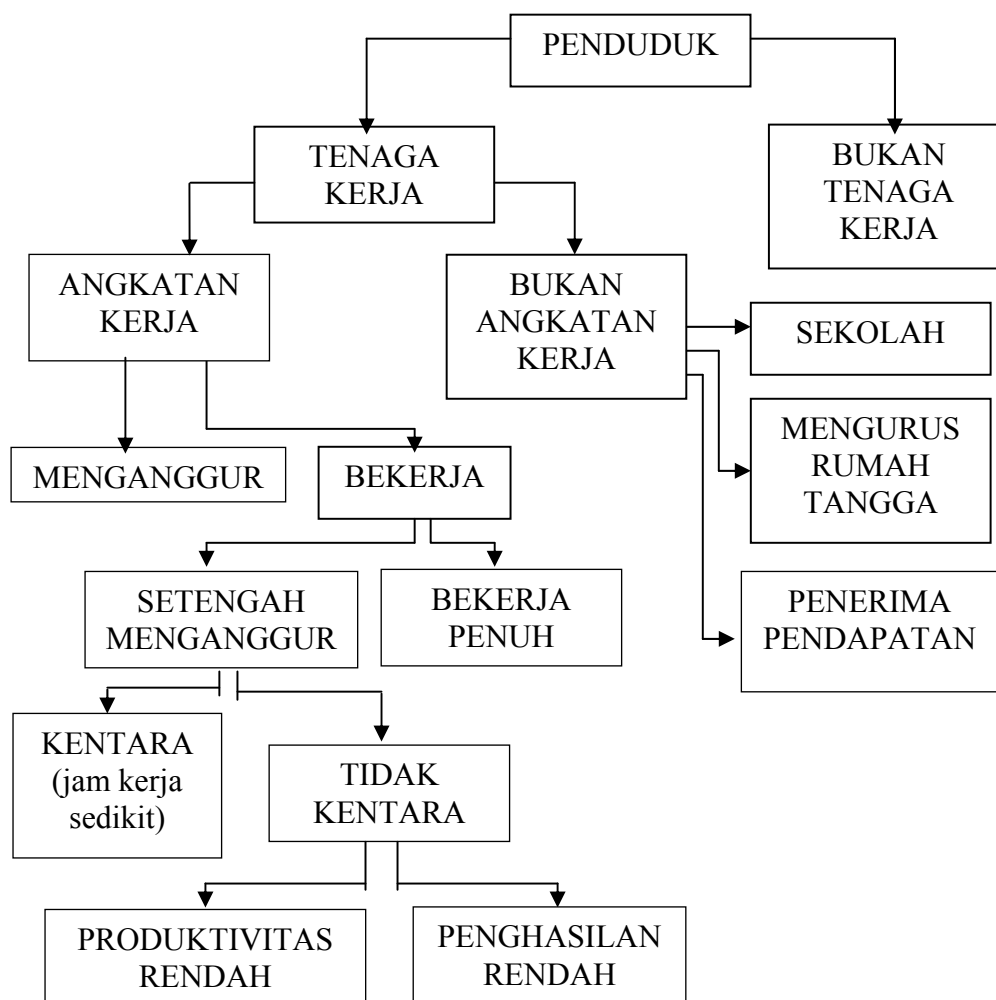 PENDUDUK
TENAGA
KERJA
BUKAN
TENAGA
KERJA
ANGKATAN
KERJA
BUKAN
ANGKATAN
KERJA
SEKOLAH
MENGURUS
RUMAH
TANGGA
MENGANGGUR
BEKERJA
SETENGAH
MENGANGGUR
BEKERJA
PENUH
PENERIMA
PENDAPATAN
KENTARA
(jam kerja
sedikit)
TIDAK
KENTARA
PRODUKTIVITAS
RENDAH
PENGHASILAN
RENDAH